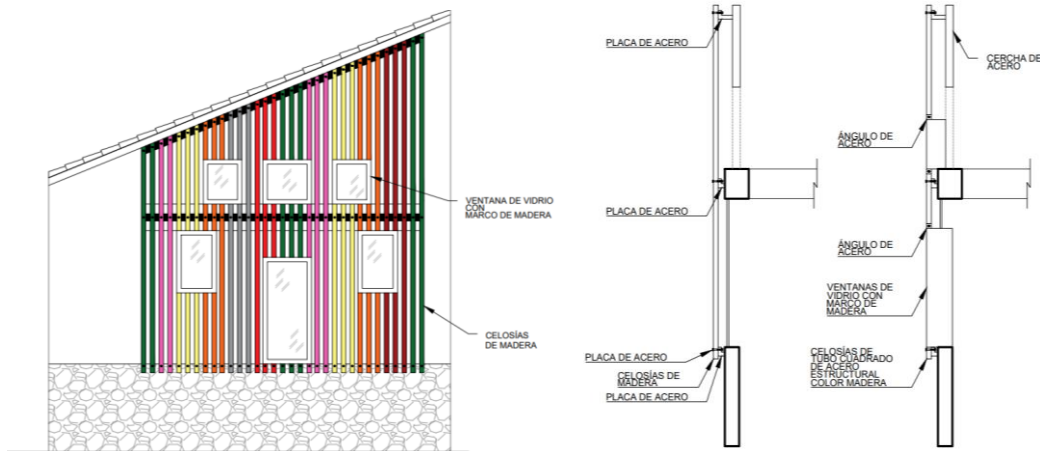 VENTANA DE VIDRIO
CON
MARCO DE MADERA
CELOSÍAS
DE MADERA
PLACA DE ACERO
PLACA DE ACERO
PLACA DE ACERO
CELOSÍAS DE
MADERA
PLACA DE ACERO
CERCHA DE
ACERO
ÁNGULO DE
ACERO
ÁNGULO DE
ACERO
VENTANAS DE
VIDRIO CON
MARCO DE
MADERA
CELOSÍAS DE
TUBO CUADRADO
DE ACERO
ESTRUCTURAL
COLOR MADERA